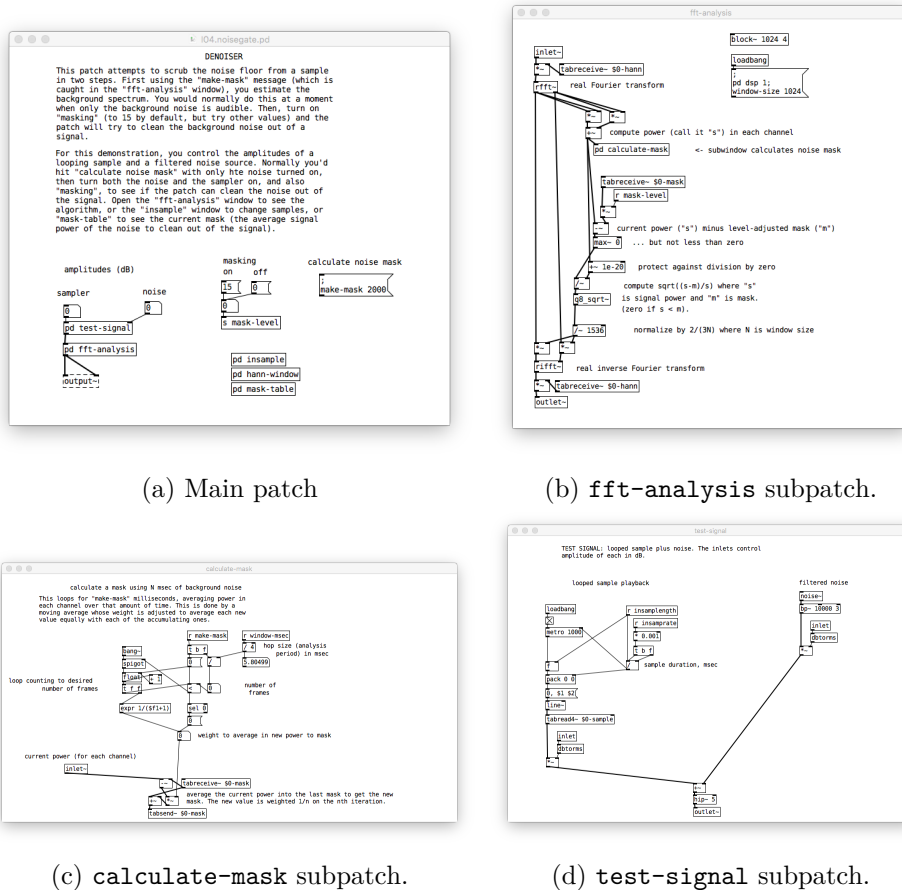 I04.noisegate.pd
DENOISER
This patch attempts to scrub the noise floor from a sample
in two steps. First using the "make-mask" message (which is
caught in the "fft-analysis" window), you estimate the
background spectrum. You would normally do this at a moment
when only the background noise is audible. Then, turn on
"masking" (to 15 by default, but try other values) and the
patch will try to clean the background noise out of a
signal.
For this demonstration, you control the amplitudes of a
looping sample and a filtered noise source. Normally you'd
hit "calculate noise mask" with only hte noise turned on,
then turn both the noise and the sampler on, and also
"masking", to see if the patch can clean the noise out of
the signal. Open the "fft-analysis" window to see the
algorithm, or the "insample" window to change samples, or
"mask-table" to see the current mask (the average signal
power of the noise to clean out of the signal).
amplitudes (dB)
masking
on off
calculate noise mask
sampler
noise
15
0
;
make-mask 2000
0
0
0
pd test-signal
s mask-level
pd fft-analysis
output~
pd insample
pd hann-window
pd mask-table
(a) Main patch
fft-analysis
block~ 1024 4
inlet~
loadbang
*~
tabreceive~ $0-hann
;
pd dsp 1;
window-size 1024
rfft~
real Fourier transform
*~
*~
+~
compute power (call it "s") in each channel
pd calculate-mask
<- subwindow calculates noise mask
tabreceive~ $0-mask
r mask-level
*~
-~
current power ("s") minus level-adjusted mask ("m")
max~ 0
... but not less than zero
+~ 1e-20
protect against division by zero
/~
compute sqrt((s-m)/s) where "s"
q8_sqrt~
is signal power and "m" is mask.
(zero if s < m).
/~ 1536
normalize by 2/(3N) where N is window size
*~
*~
rifft~
real inverse Fourier transform
*~
tabreceive~ $0-hann
outlet~
(b) fft-analysis subpatch.
calculate-mask
calculate a mask using N msec of background noise
This loops for "make-mask" milliseconds, averaging power in
each channel over that amount of time. This is done by a
moving average whose weight is adjusted to average each new
value equally with each of the accumulating ones.
r make-mask
r window-msec
bang~
t b f
/ 4
hop size (analysis
period) in msec
spigot
0
/
5.80499
float
+ 1
loop counting to desired
number of frames
t f f
<
0
number of
frames
expr 1/($f1+1)
sel 0
0
0
weight to average in new power to mask
current power (for each channel)
inlet~
-~
tabreceive~ $0-mask
+~
*~
average the current power into the last mask to get the new
mask. The new value is weighted 1/n on the nth iteration.
tabsend~ $0-mask
(c) calculate-mask subpatch.
test-signal
TEST SIGNAL: looped sample plus noise. The inlets control
amplitude of each in dB.
looped sample playback
filtered noise
noise~
loadbang
r insamplength
bp~ 10000 3
r insamprate
inlet
metro 1000
* 0.001
dbtorms
t b f
*~
f
/
sample duration, msec
pack 0 0
0, $1 $2
line~
tabread4~ $0-sample
inlet
dbtorms
*~
+~
hip~ 5
outlet~
(d) test-signal subpatch.